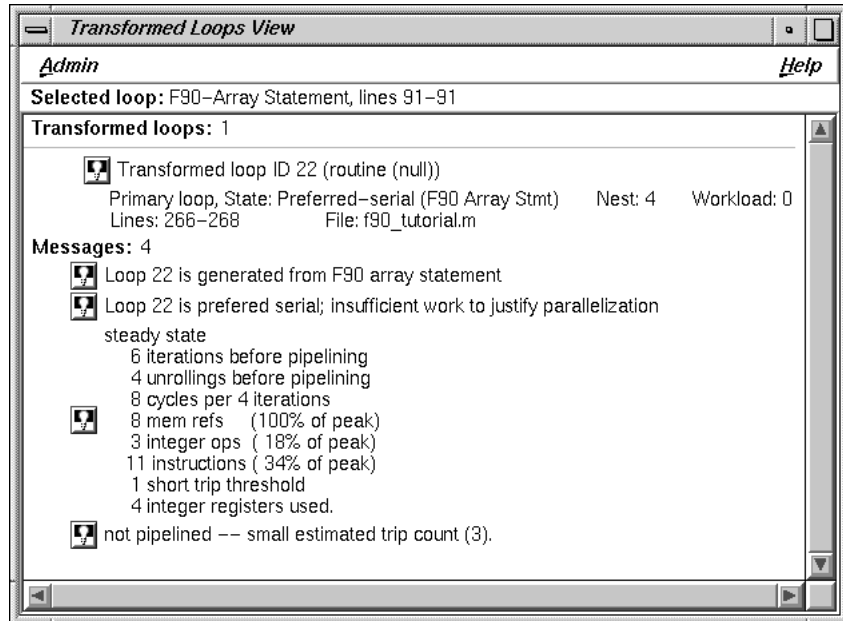 Transformed Loops View
Admin Help
Selected loop: F90-Array Statement, lines 91-91
Transformed loops: 1
Transformed loop ID 22 (routine (null))
Primary loop, State: Preferred-serial (F90 Array Stmt) Nest: 4 Workload: 0
Lines: 266-268 File: f90_tutorial.m
Messages: 4
Loop 22 is generated from F90 array statement
Loop 22 is prefered serial; insufficient work to justify parallelization
steady state
6 iterations before pipelining
4 unrollings before pipelining
8 cycles per 4 iterations
8 mem refs (100% of peak)
3 integer ops ( 18% of peak)
11 instructions ( 34% of peak)
1 short trip threshold
4 integer registers used.
not pipelined -- small estimated trip count (3).